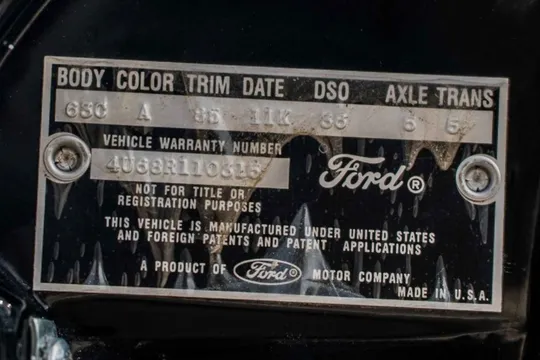 BODY COLOR TRIM DATE DSO AXLE TRANS
63C A 85 11K 35 5 5
VEHICLE WARRANTY NUMBER
4U68R110315
Ford®
NOT FOR TITLE OR
REGISTRATION PURPOSES
THIS VEHICLE IS MANUFACTURED UNDER UNITED STATES
AND FOREIGN PATENTS AND PATENT APPLICATIONS
A PRODUCT OF Ford® MOTOR COMPANY
MADE IN U.S.A.